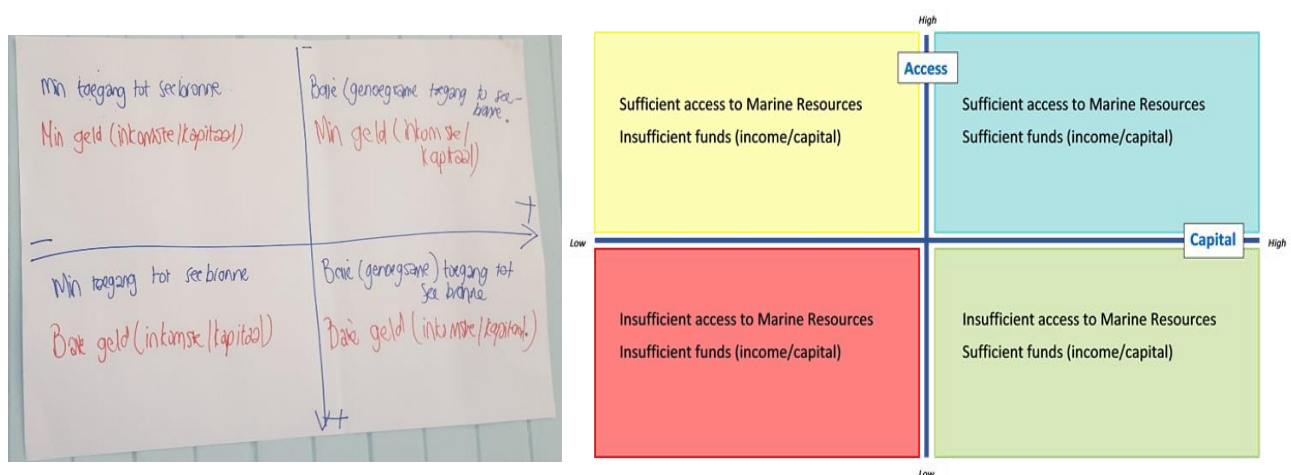 -
Min toegang tot seebronne
Min geld (inkomste/kapitaal)
Baie (genoegsame toegang to see-
bronne.
Min geld (inkomste/
kapitaal)
+
-
Min toegang tot seebronne
Baie geld (inkomste/kapitaal)
Baie (genoegsame) toegang tot
see bronne
Baie geld (inkomste/kapitaal.)
+
High
Access
Sufficient access to Marine Resources
Insufficient funds (income/capital)
Sufficient access to Marine Resources
Sufficient funds (income/capital)
Low
Capital
High
Insufficient access to Marine Resources
Insufficient funds (income/capital)
Insufficient access to Marine Resources
Sufficient funds (income/capital)
Low